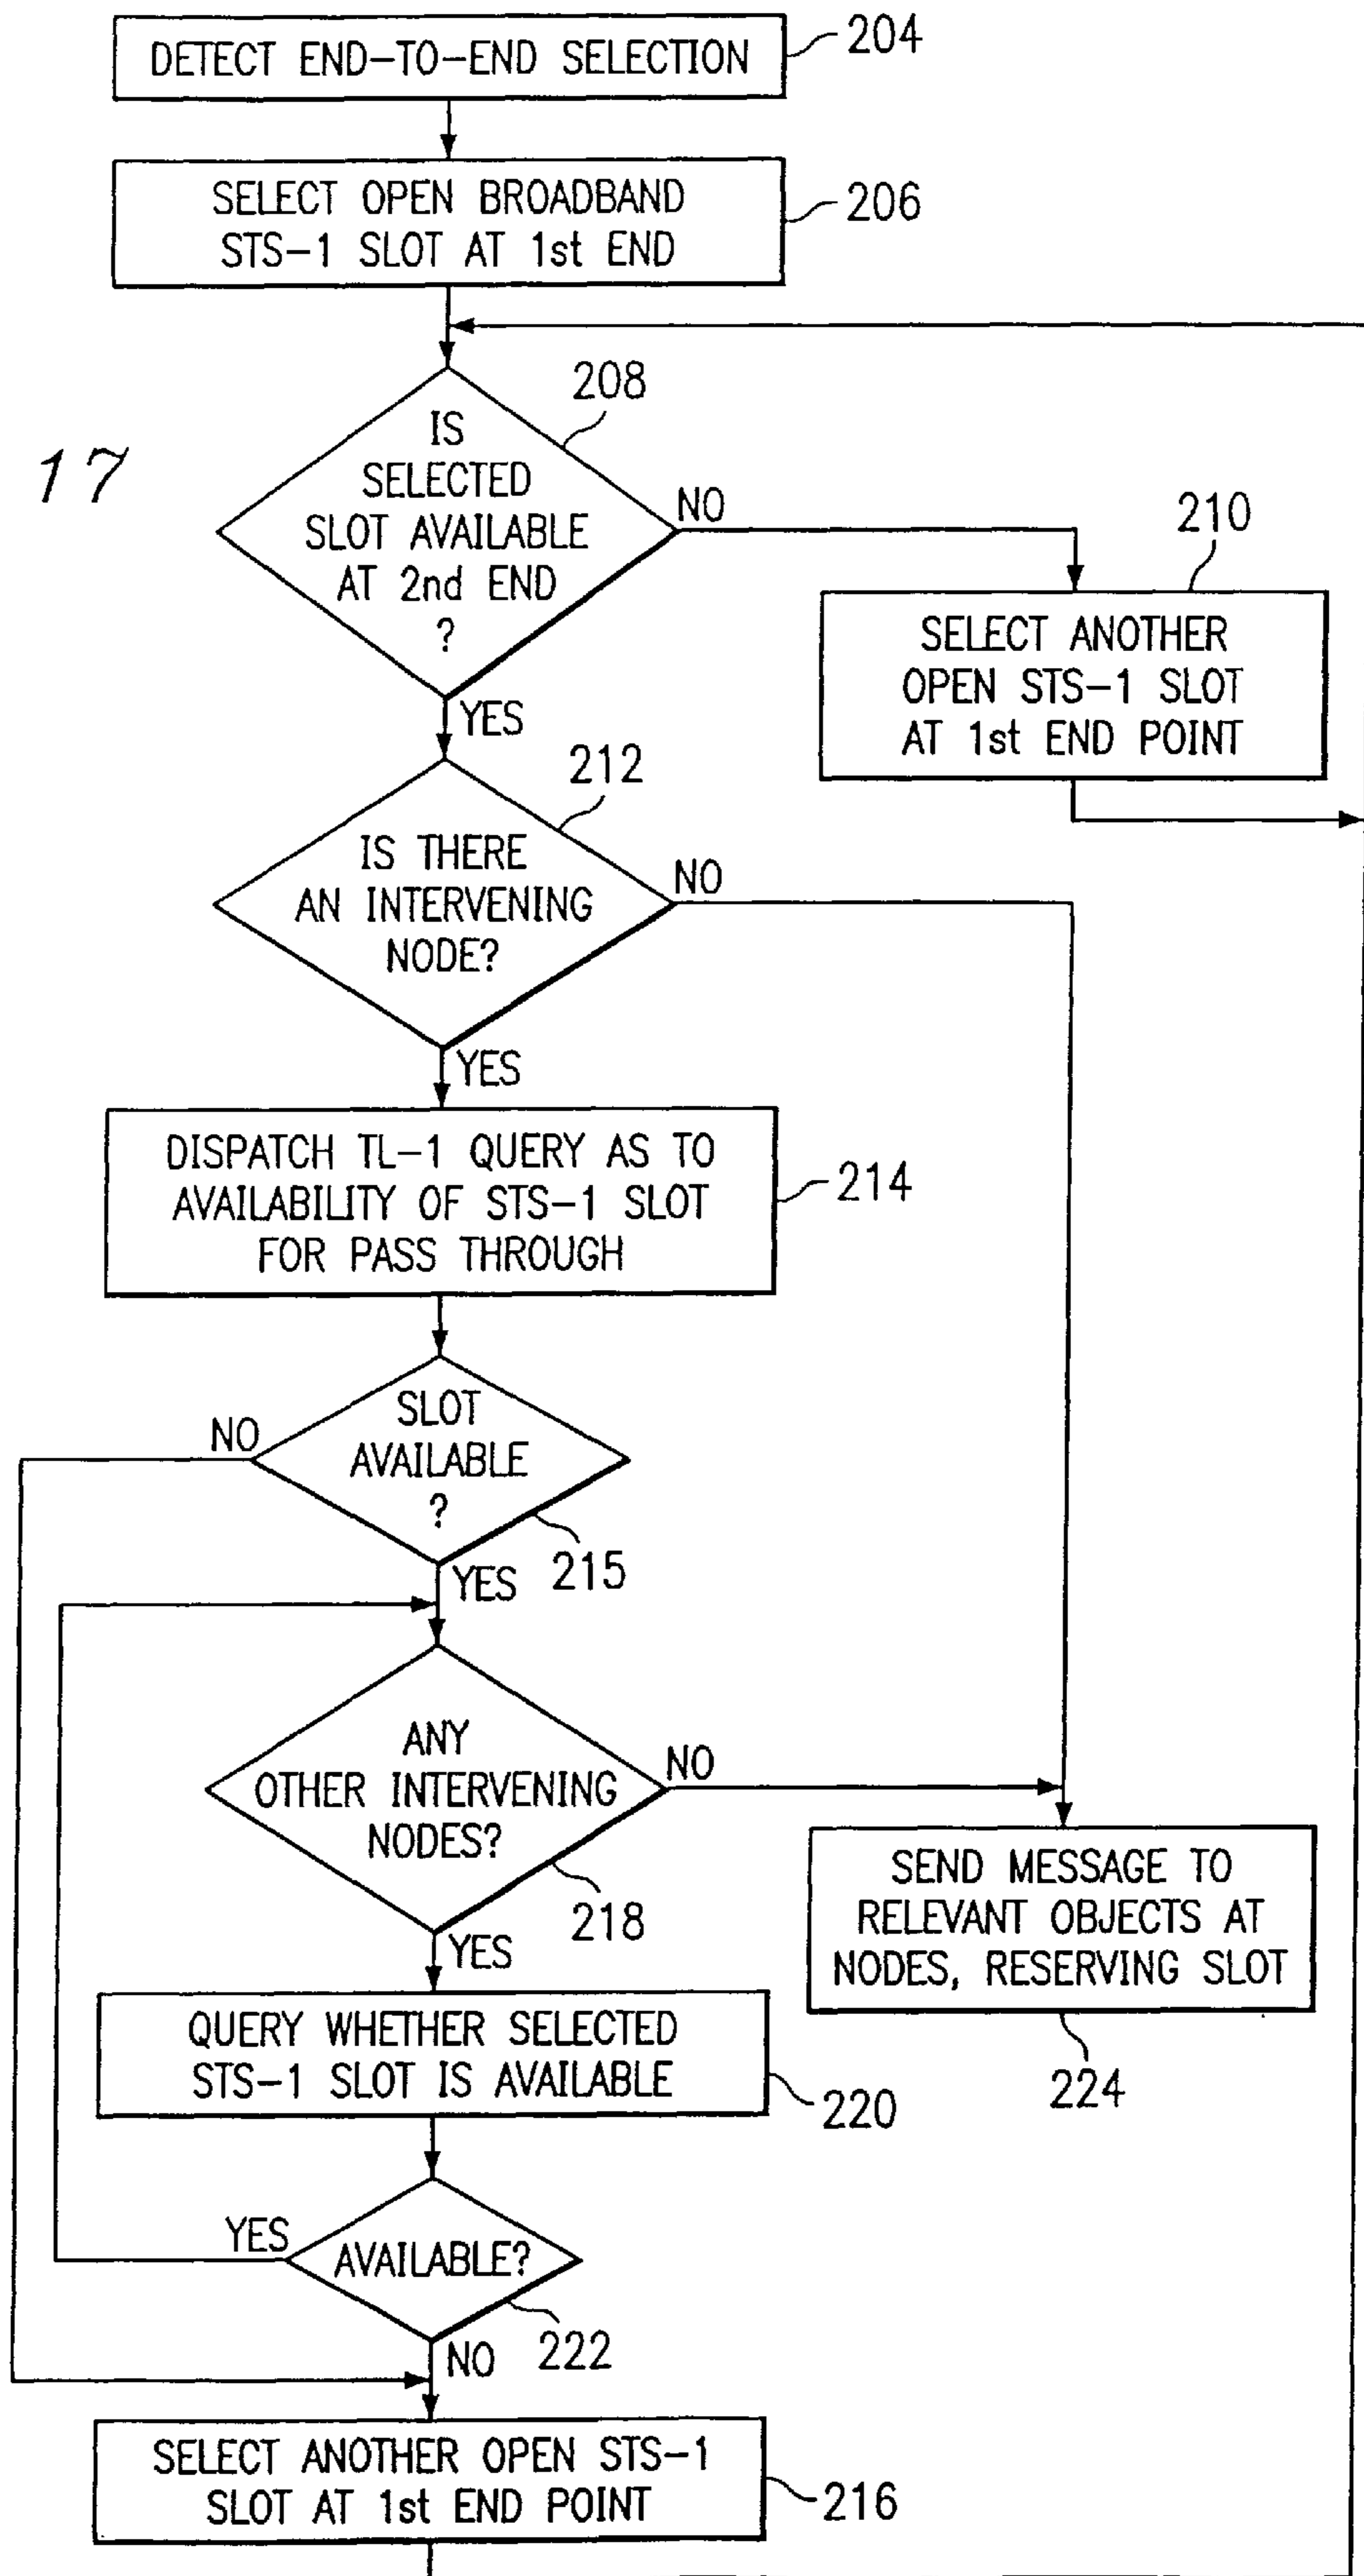 DETECT END-TO-END SELECTION
204
SELECT OPEN BROADBAND
STS-1 SLOT AT 1st END
206
17
208
IS
SELECTED
SLOT AVAILABLE
AT 2nd END
?
NO
YES
210
SELECT ANOTHER
OPEN STS-1 SLOT
AT 1st END POINT
212
IS THERE
AN INTERVENING
NODE?
NO
YES
DISPATCH TL-1 QUERY AS TO
AVAILABILITY OF STS-1 SLOT
FOR PASS THROUGH
214
SLOT
AVAILABLE
?
NO
YES
215
ANY
OTHER INTERVENING
NODES?
NO
YES
218
SEND MESSAGE TO
RELEVANT OBJECTS AT
NODES, RESERVING SLOT
224
QUERY WHETHER SELECTED
STS-1 SLOT IS AVAILABLE
220
YES
AVAILABLE?
222
NO
SELECT ANOTHER OPEN STS-1
SLOT AT 1st END POINT
216